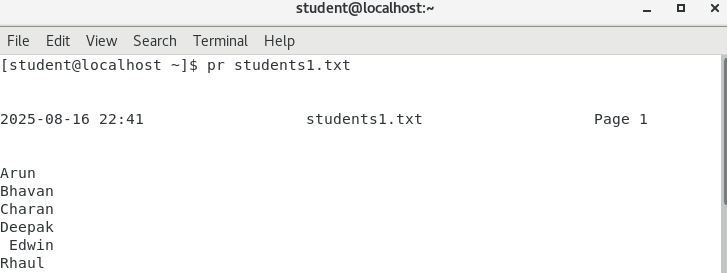 student@localhost:~
File Edit View Search Terminal Help
[student@localhost ~]$ pr students1.txt
2025-08-16 22:41 students1.txt Page 1
Arun
Bhavan
Charan
Deepak
 Edwin
Rhaul